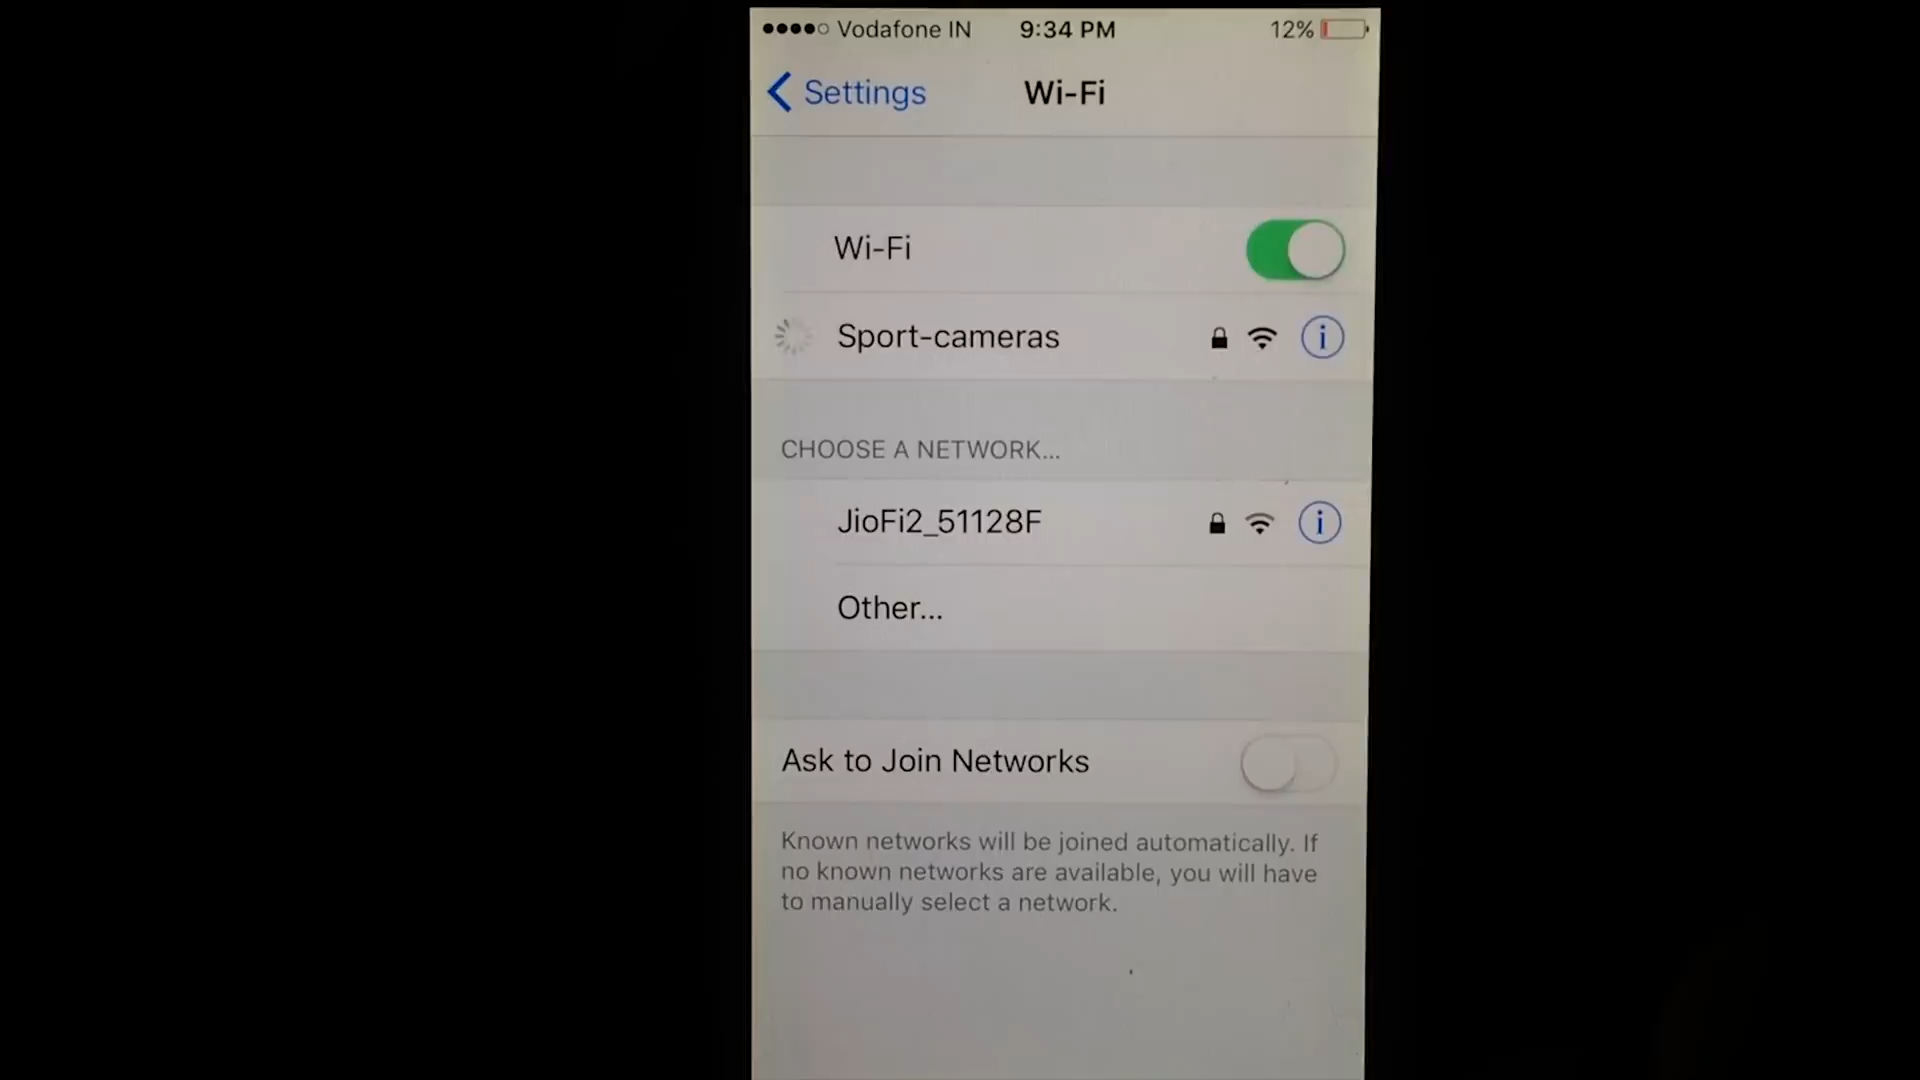 Vodafone IN 9:34 PM 12%
Settings Wi-Fi
Wi-Fi
Sport-cameras
CHOOSE A NETWORK...
JioFi2_51128F
Other...
Ask to Join Networks
Known networks will be joined automatically. If
no known networks are available, you will have
to manually select a network.